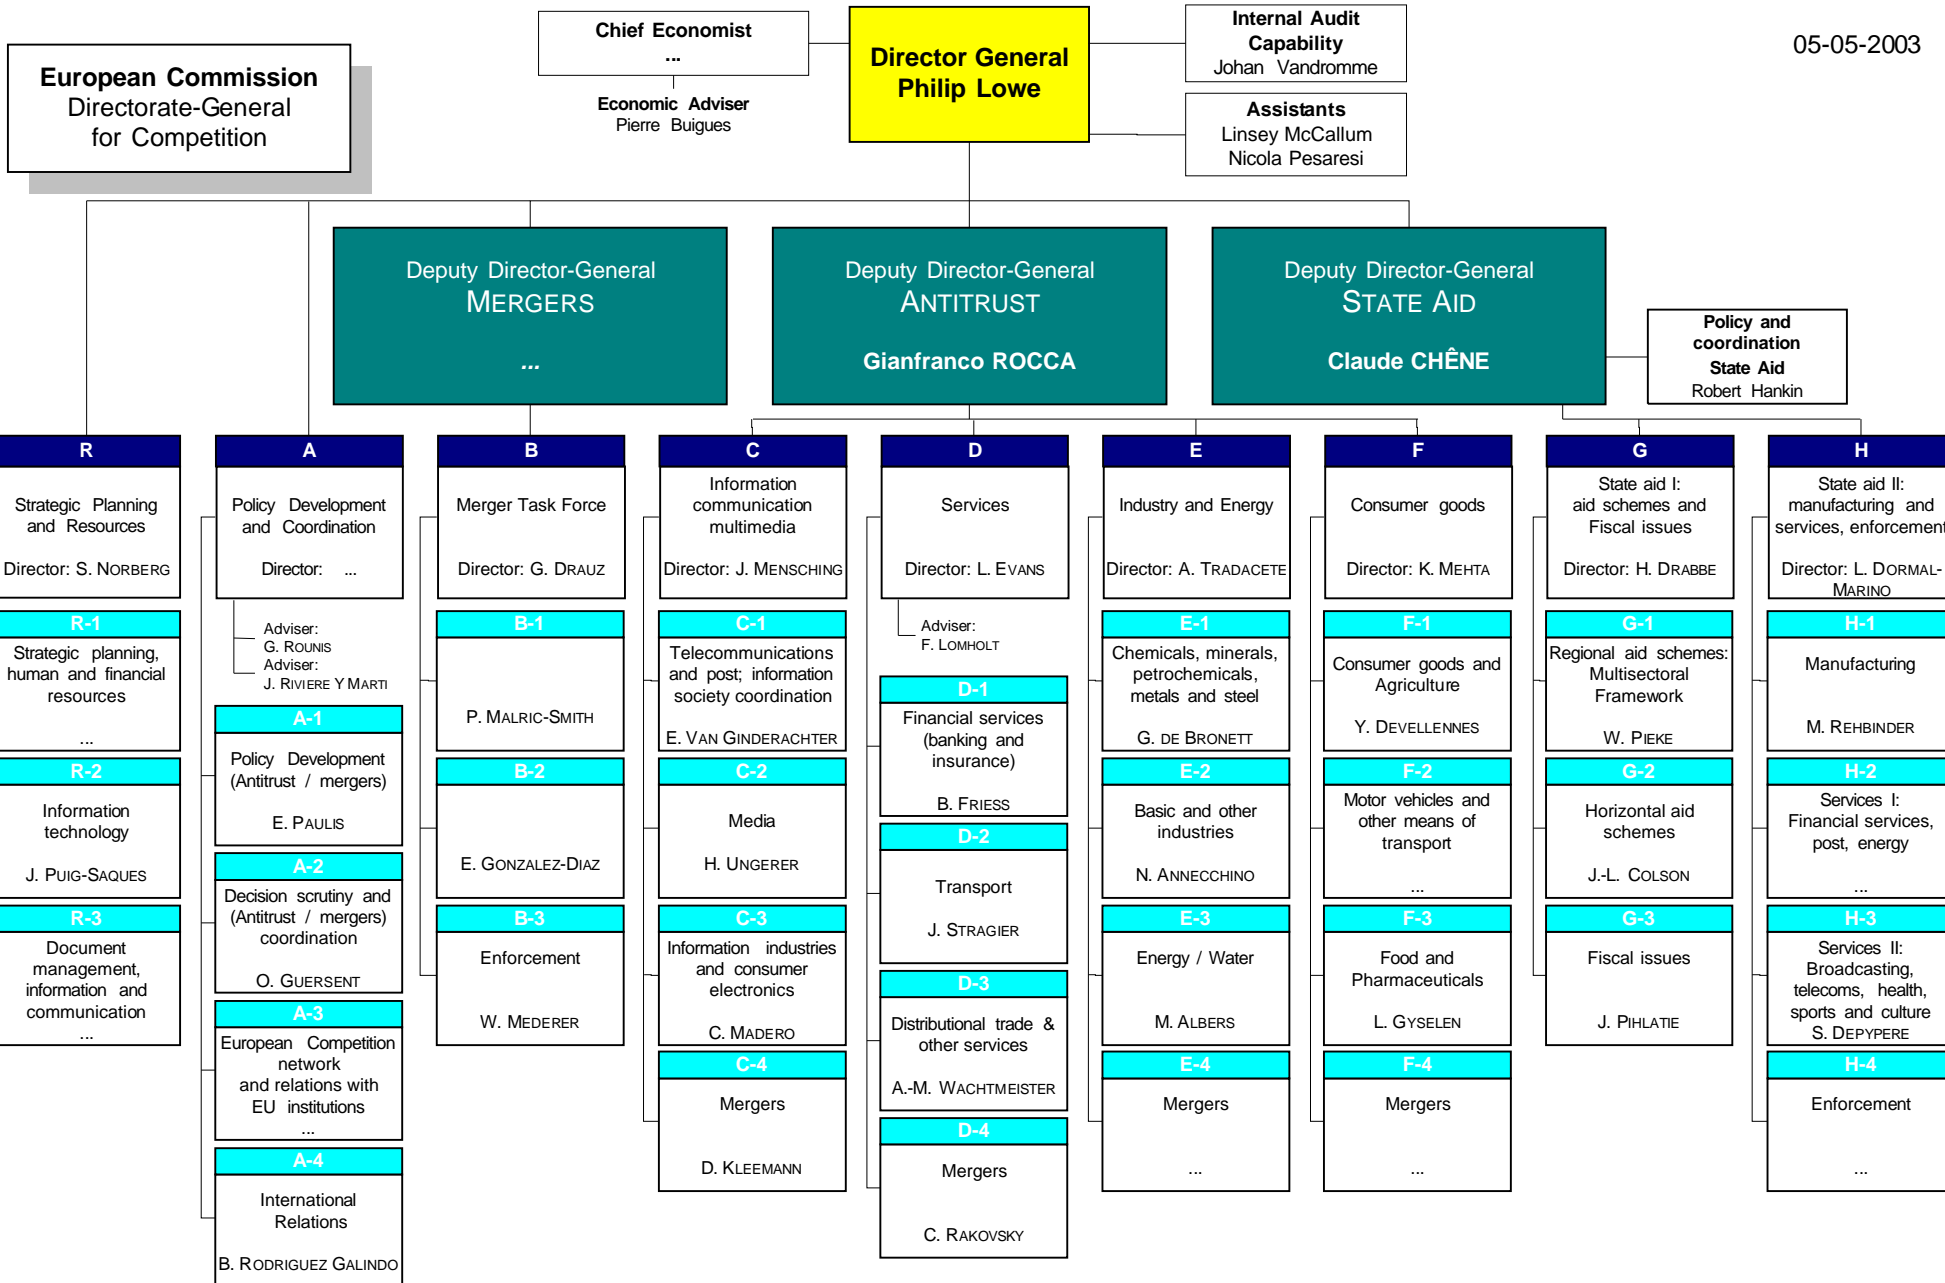 European Commission
Directorate-General
for Competition
Chief Economist
...
Economic Adviser
Pierre Buigues
Director General
Philip Lowe
Internal Audit
Capability
Johan Vandromme
Assistants
Linsey McCallum
Nicola Pesaresi
05-05-2003
Deputy Director-General
MERGERS
...
Deputy Director-General
ANTITRUST
Gianfranco ROCCA
Deputy Director-General
STATE AID
Claude CHÊNE
Policy and
coordination
State Aid
Robert Hankin
R
Strategic Planning
and Resources
Director: S. NORBERG
R-1
Strategic planning,
human and financial
resources
...
R-2
Information
technology
J. PUIG-SAQUES
R-3
Document
management,
information and
communication
...
A
Policy Development
and Coordination
Director: ...
Adviser:
G. ROUNIS
Adviser:
J. RIVIERE Y MARTI
A-1
Policy Development
(Antitrust / mergers)
E. PAULIS
A-2
Decision scrutiny and
(Antitrust / mergers)
coordination
O. GUERSENT
A-3
European Competition
network
and relations with
EU institutions
...
A-4
International
Relations
B. RODRIGUEZ GALINDO
B
Merger Task Force
Director: G. DRAUZ
B-1
P. MALRIC-SMITH
B-2
E. GONZALEZ-DIAZ
B-3
Enforcement
W. MEDERER
C
Information
communication
multimedia
Director: J. MENSCHING
C-1
Telecommunications
and post; information
society coordination
E. VAN GINDERACHTER
C-2
Media
H. UNGERER
C-3
Information industries
and consumer
electronics
C. MADERO
C-4
Mergers
D. KLEEMANN
D
Services
Director: L. EVANS
Adviser:
F. LOMHOLT
D-1
Financial services
(banking and
insurance)
B. FRIESS
D-2
Transport
J. STRAGIER
D-3
Distributional trade &
other services
A.-M. WACHTMEISTER
D-4
Mergers
C. RAKOVSKY
E
Industry and Energy
Director: A. TRADACETE
E-1
Chemicals, minerals,
petrochemicals,
metals and steel
G. DE BRONETT
E-2
Basic and other
industries
N. ANNECCHINO
E-3
Energy / Water
M. ALBERS
E-4
Mergers
...
F
Consumer goods
Director: K. MEHTA
F-1
Consumer goods and
Agriculture
Y. DEVELLENNES
F-2
Motor vehicles and
other means of
transport
...
F-3
Food and
Pharmaceuticals
L. GYSELEN
F-4
Mergers
...
G
State aid I:
aid schemes and
Fiscal issues
Director: H. DRABBE
G-1
Regional aid schemes:
Multisectoral
Framework
W. PIEKE
G-2
Horizontal aid
schemes
J.-L. COLSON
G-3
Fiscal issues
J. PIHLATIE
H
State aid II:
manufacturing and
services, enforcement
Director: L. DORMAL-
MARINO
H-1
Manufacturing
M. REHBINDER
H-2
Services I:
Financial services,
post, energy
...
H-3
Services II:
Broadcasting,
telecoms, health,
sports and culture
S. DEPYPERE
H-4
Enforcement
...